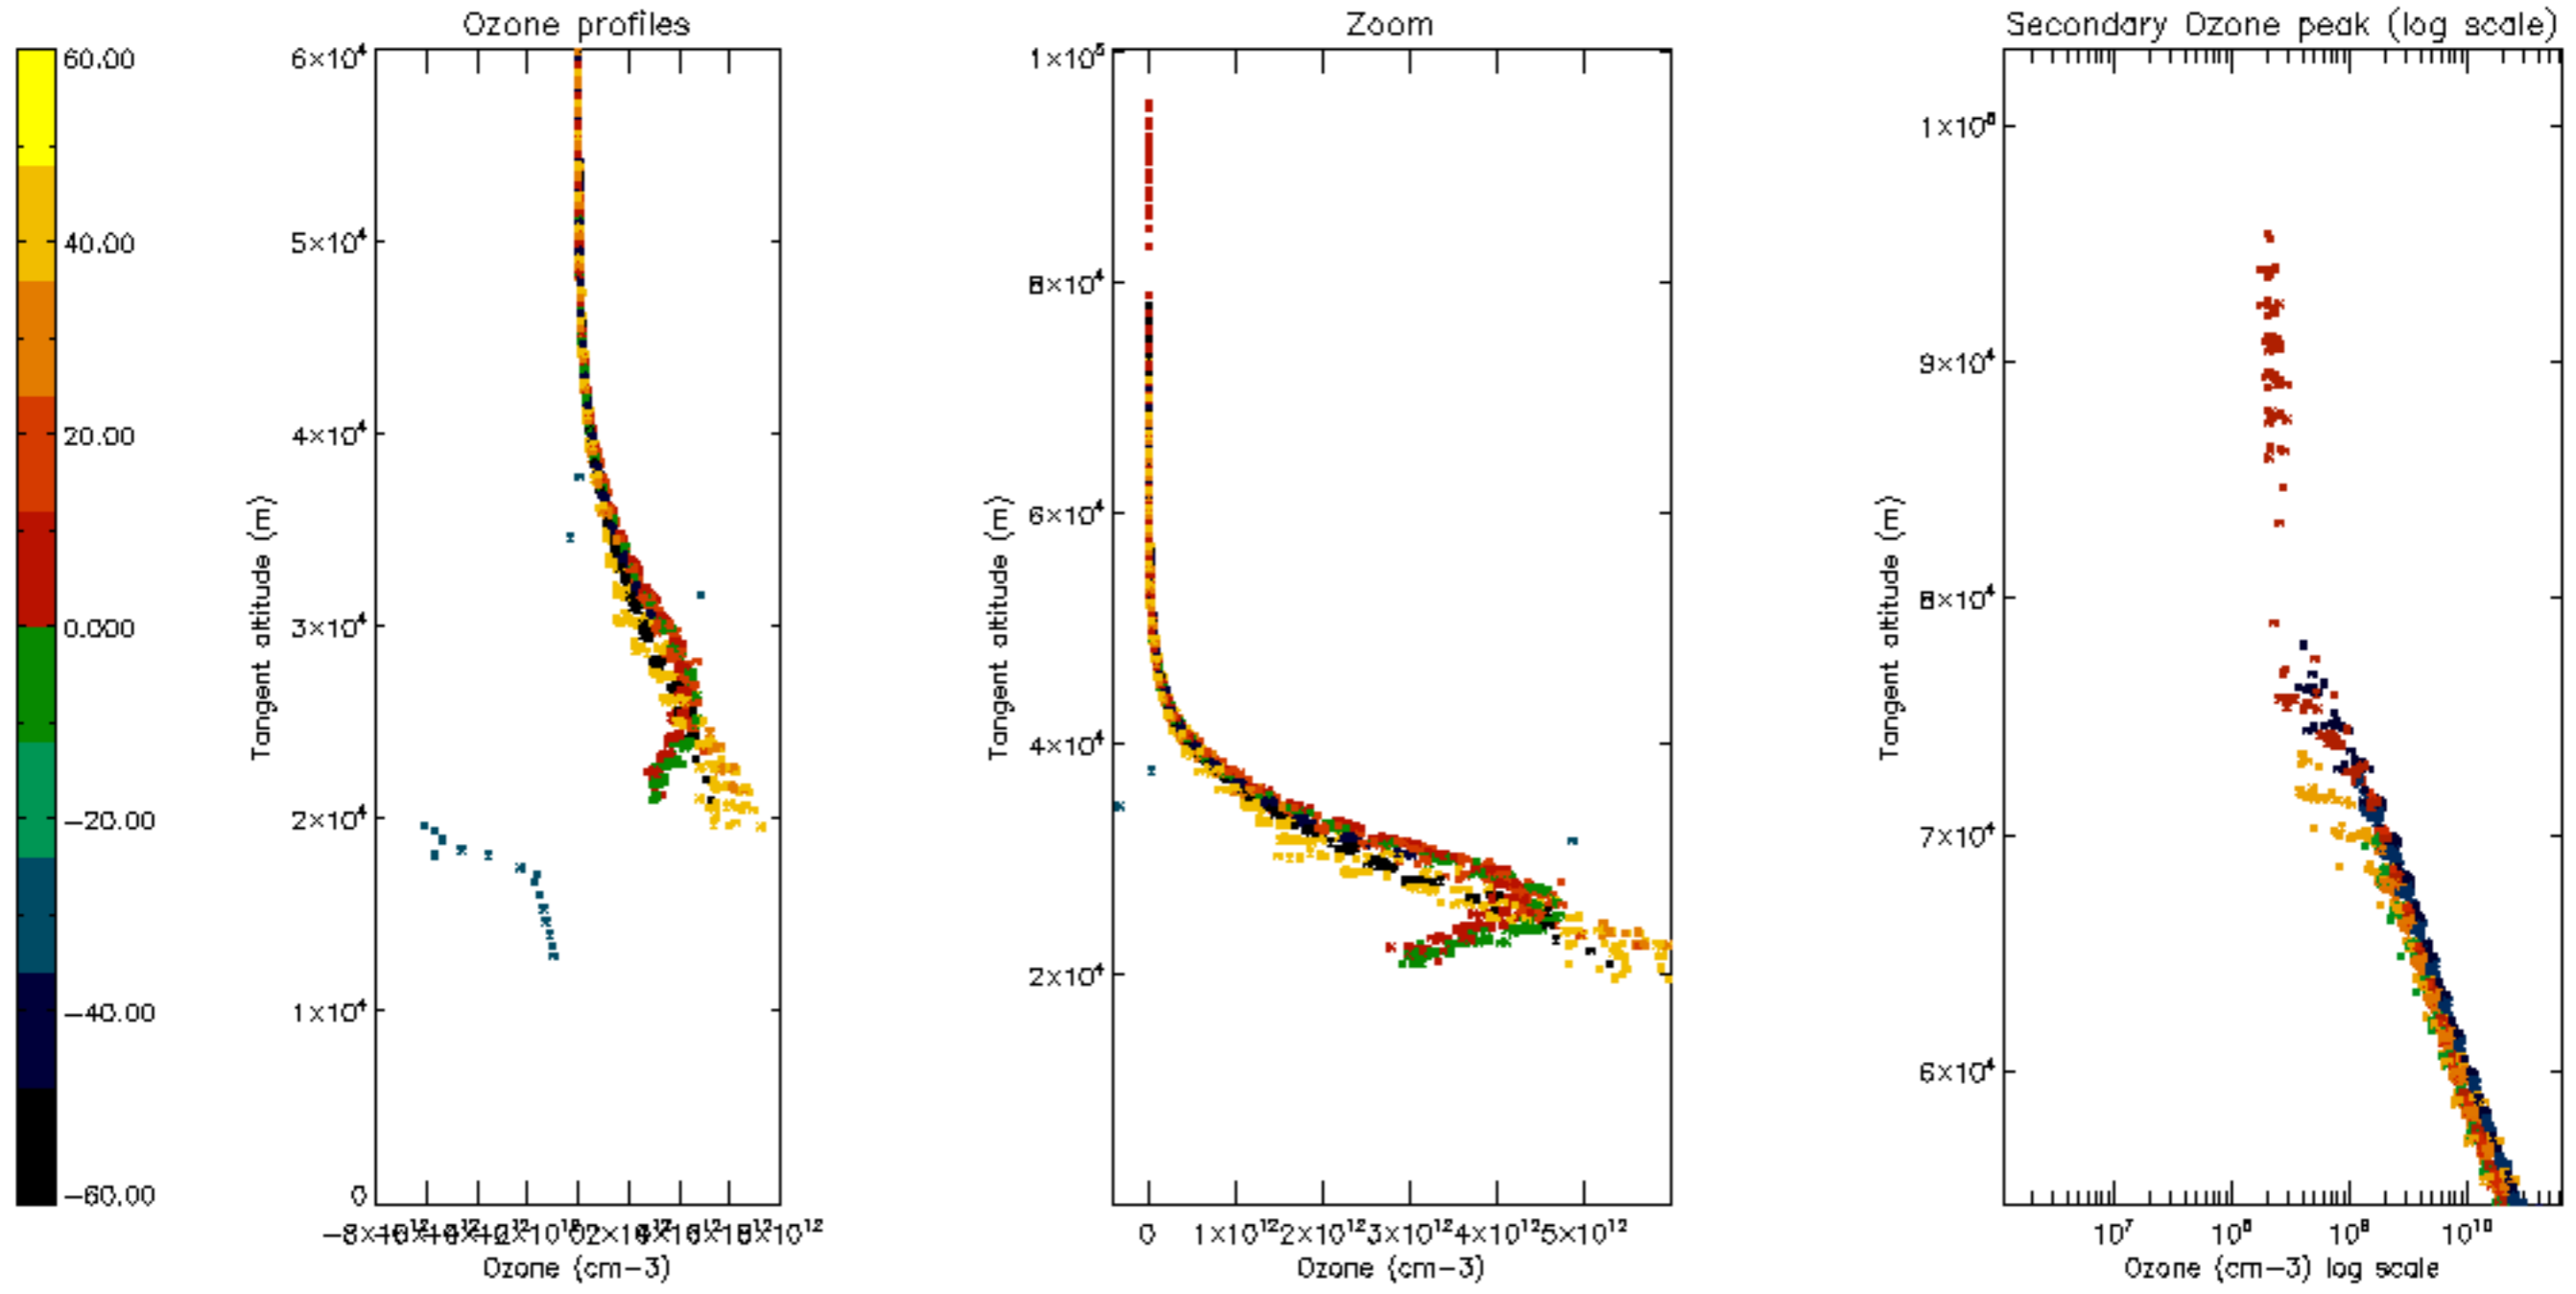 Ozone profiles
Zoom
Secondary Ozone peak (log scale)
60.00
40.00
20.00
0.000
−20.00
−40.00
−60.00
Tangent altitude (m)
6×10⁴
5×10⁴
4×10⁴
3×10⁴
2×10⁴
1×10⁴
0
Ozone (cm−3)
Tangent altitude (m)
1×10⁵
8×10⁴
6×10⁴
4×10⁴
2×10⁴
0 1×10¹² 2×10¹² 3×10¹² 4×10¹² 5×10¹²
Ozone (cm−3)
Tangent altitude (m)
1×10⁵
9×10⁴
8×10⁴
7×10⁴
6×10⁴
10⁷ 10⁸ 10⁹ 10¹⁰
Ozone (cm−3) log scale